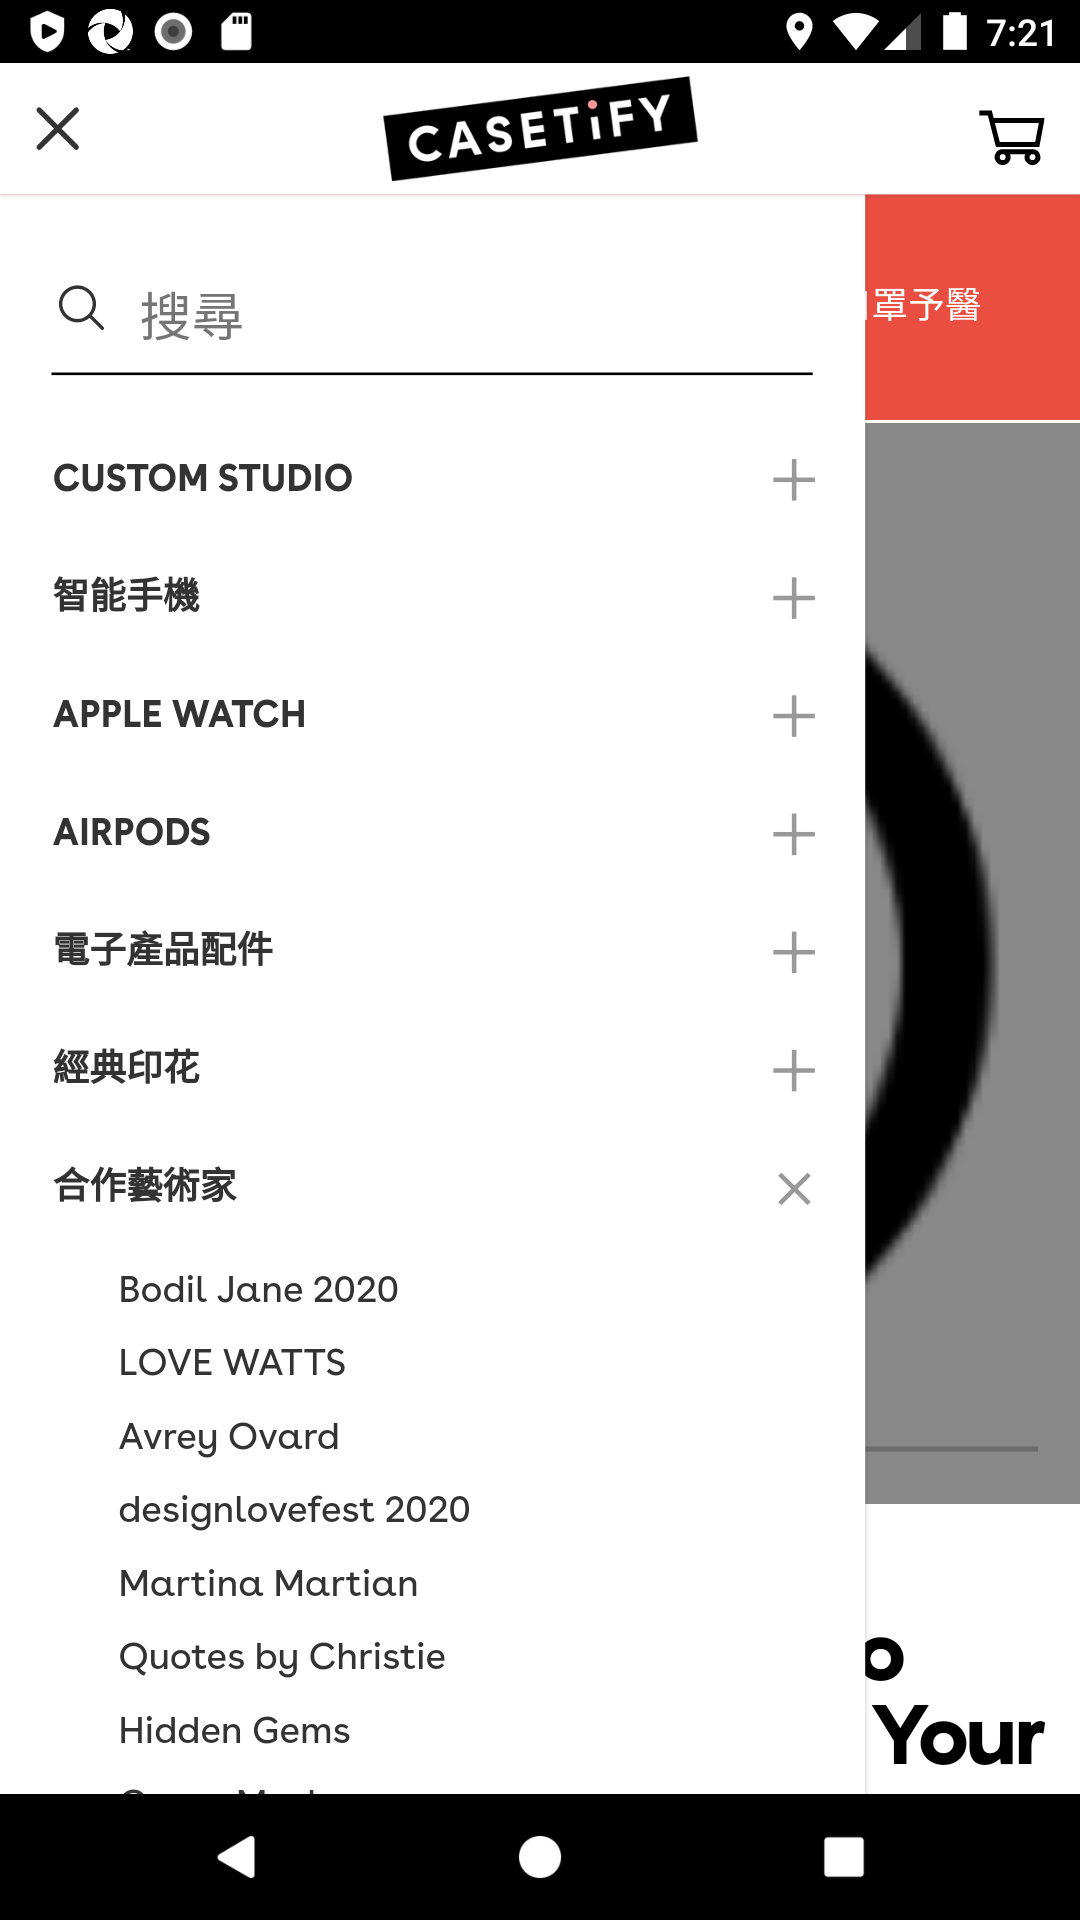 7:21
CASETiFY
罩予醫
搜尋
CUSTOM STUDIO
智能手機
APPLE WATCH
AIRPODS
電子產品配件
經典印花
合作藝術家
Bodil Jane 2020
LOVE WATTS
Avrey Ovard
designlovefest 2020
Martina Martian
Quotes by Christie
Hidden Gems
Your